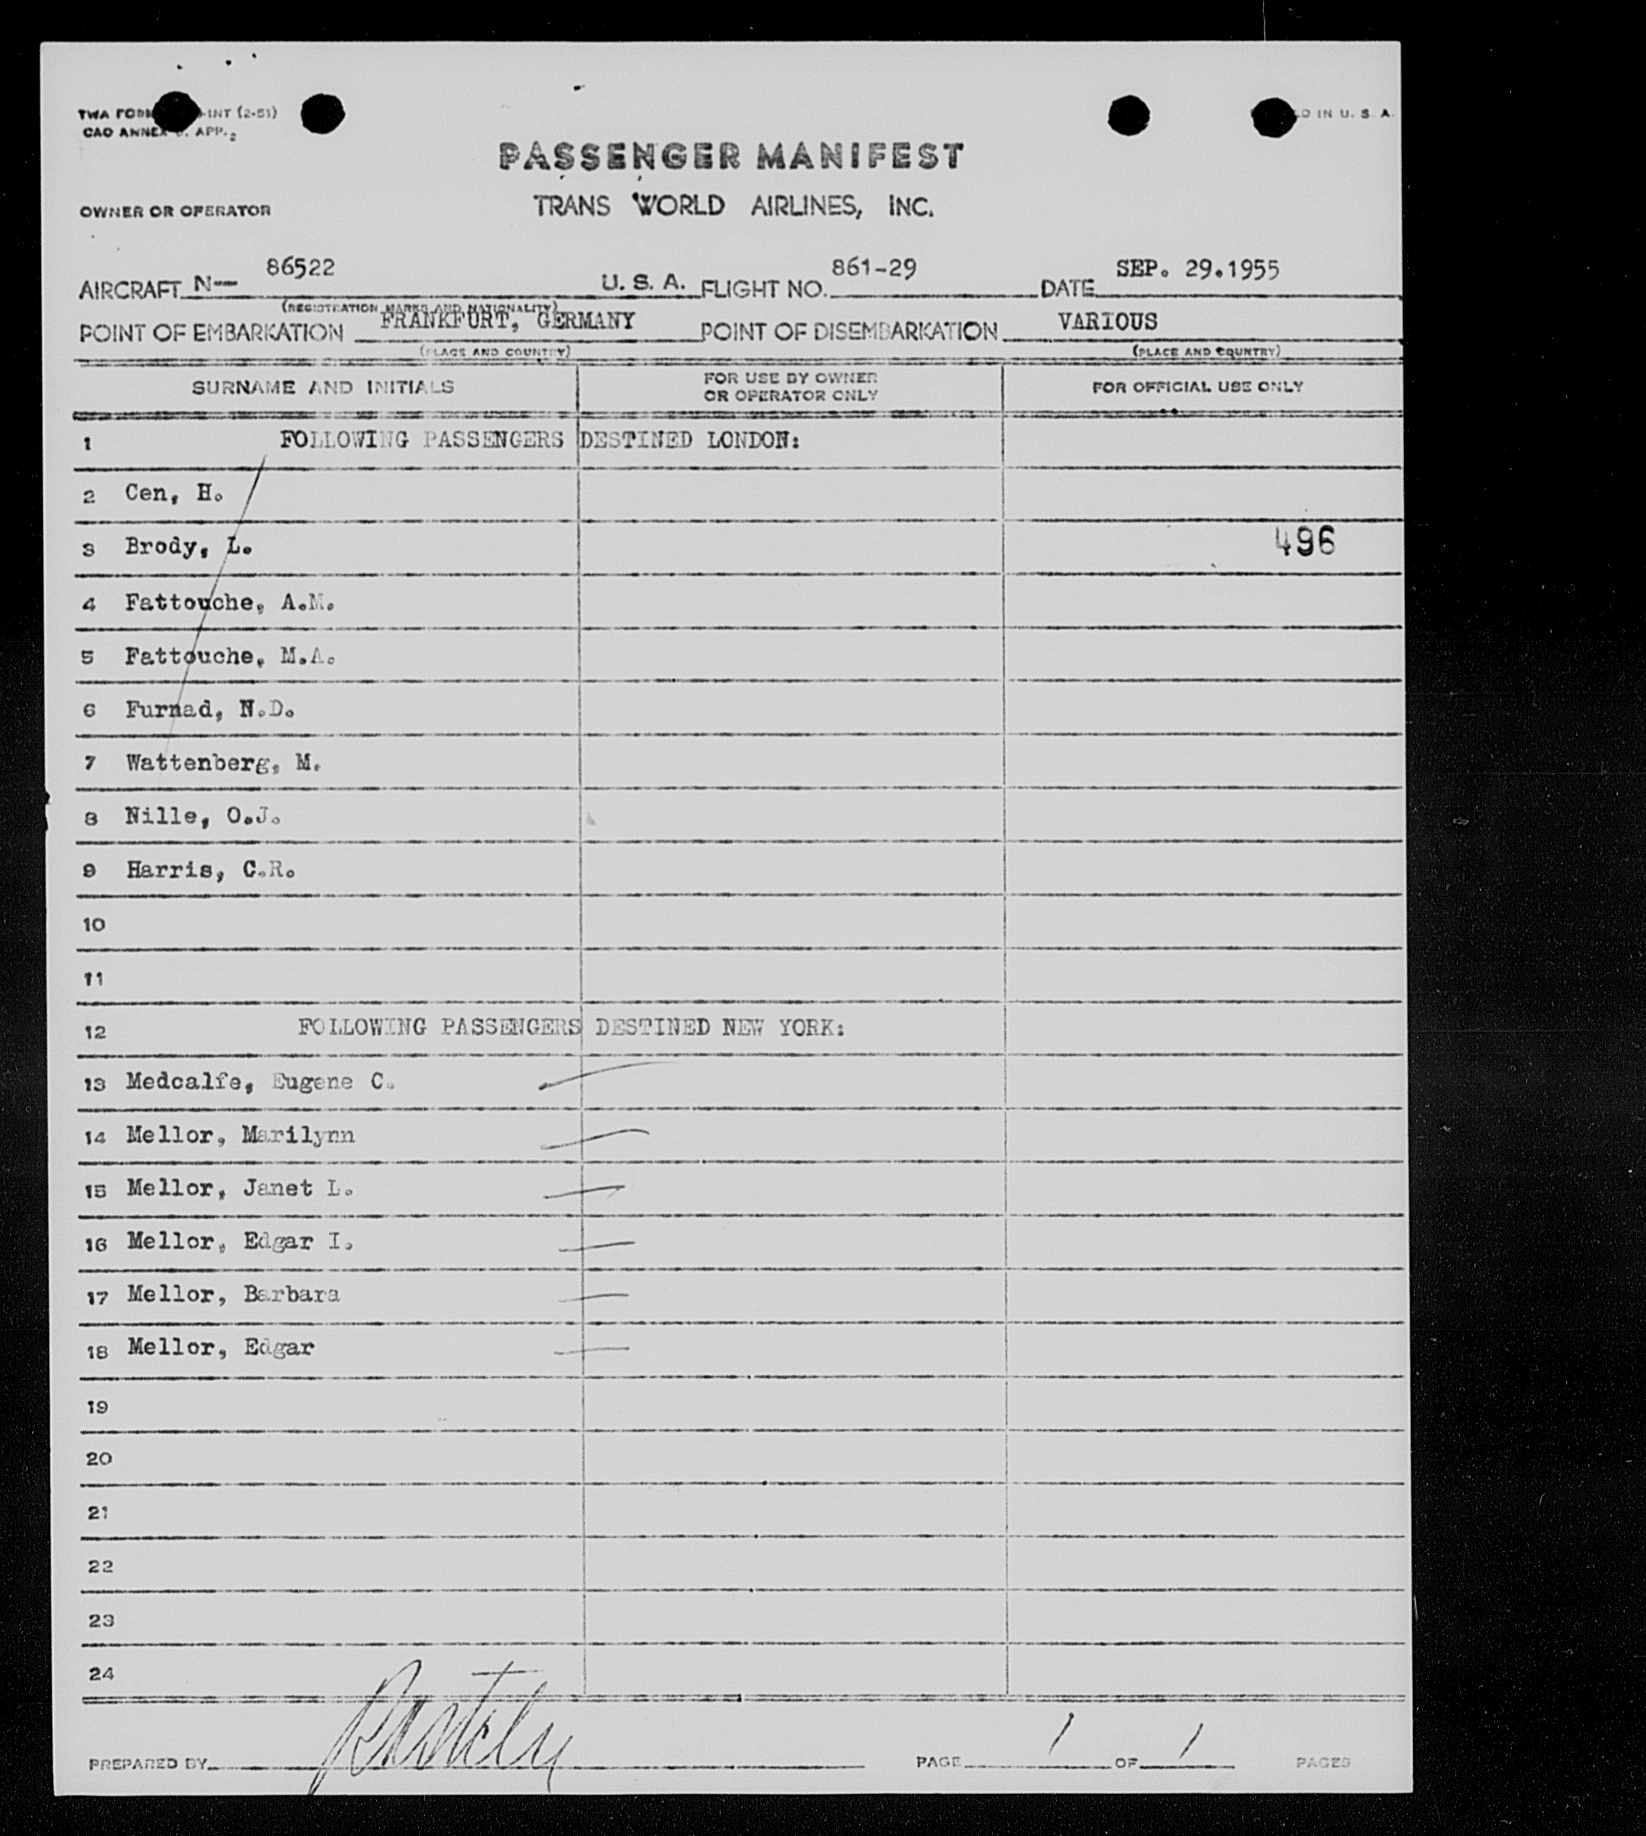 TWA FORM INT (2-51)
CAO ANNEX APP. 2
IN U. S. A.
PASSENGER MANIFEST
OWNER OR OPERATOR
TRANS WORLD AIRLINES, INC.
AIRCRAFT N— 86522 U. S. A. FLIGHT NO. 861-29 DATE SEP. 29.1955
(REGISTRATION MARKS AND NATIONALITY)
POINT OF EMBARKATION FRANKFURT, GERMANY POINT OF DISEMBARKATION VARIOUS
(PLACE AND COUNTRY) (PLACE AND COUNTRY)
SURNAME AND INITIALS FOR USE BY OWNER OR OPERATOR ONLY FOR OFFICIAL USE ONLY
1 FOLLOWING PASSENGERS DESTINED LONDON:
2 Cen, H.
3 Brody, L. 496
4 Fattouche, A.M.
5 Fattouche, M.A.
6 Furnad, N.D.
7 Wattenberg, M.
8 Nille, O.J.
9 Harris, C.R.
10
11
12 FOLLOWING PASSENGERS DESTINED NEW YORK:
13 Medcalfe, Eugene C.
14 Mellor, Marilynn
15 Mellor, Janet L.
16 Mellor, Edgar I.
17 Mellor, Barbara
18 Mellor, Edgar
19
20
21
22
23
24
PREPARED BY PAGE 1 OF 1 PAGES